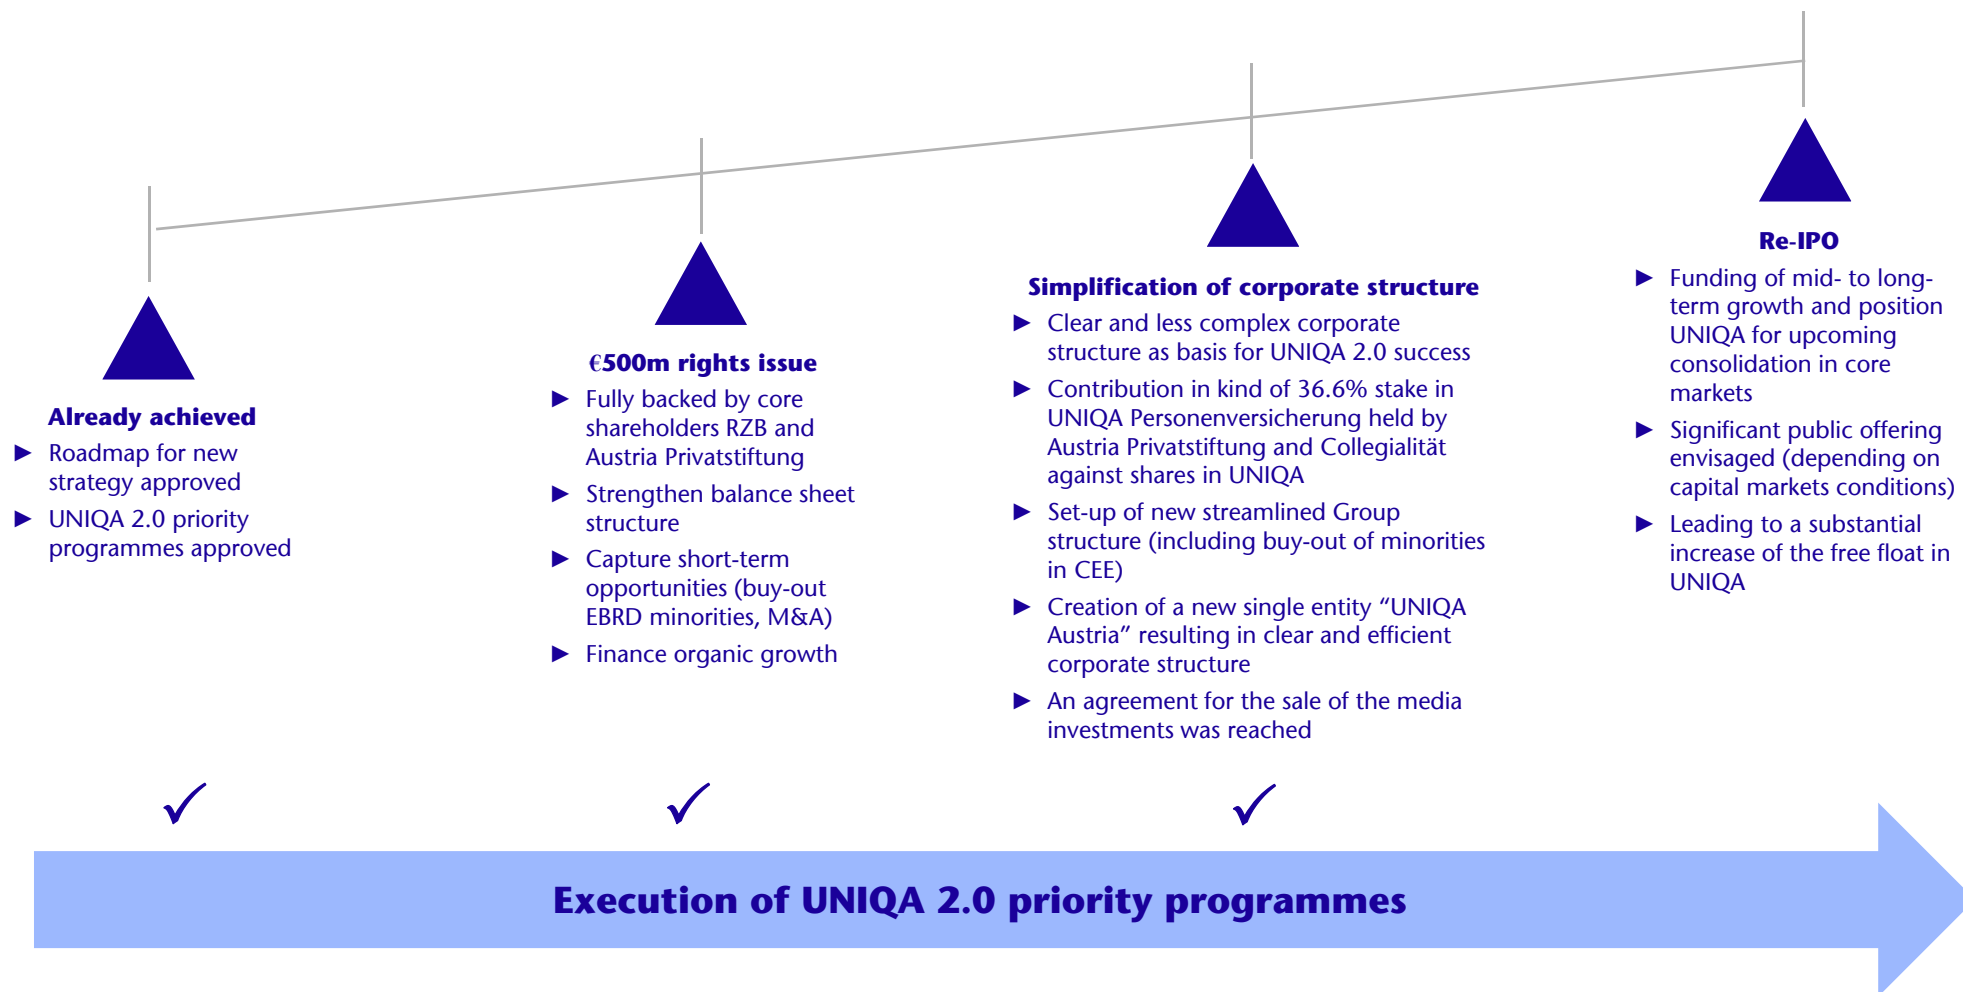 Already achieved
► Roadmap for new
strategy approved
► UNIQA 2.0 priority
programmes approved
€500m rights issue
► Fully backed by core
shareholders RZB and
Austria Privatstiftung
► Strengthen balance sheet
structure
► Capture short-term
opportunities (buy-out
EBRD minorities, M&A)
► Finance organic growth
Simplification of corporate structure
► Clear and less complex corporate
structure as basis for UNIQA 2.0 success
► Contribution in kind of 36.6% stake in
UNIQA Personenversicherung held by
Austria Privatstiftung and Collegialität
against shares in UNIQA
► Set-up of new streamlined Group
structure (including buy-out of minorities
in CEE)
► Creation of a new single entity “UNIQA
Austria” resulting in clear and efficient
corporate structure
► An agreement for the sale of the media
investments was reached
Re-IPO
► Funding of mid- to long-
term growth and position
UNIQA for upcoming
consolidation in core
markets
► Significant public offering
envisaged (depending on
capital markets conditions)
► Leading to a substantial
increase of the free float in
UNIQA
✓ ✓ ✓
Execution of UNIQA 2.0 priority programmes